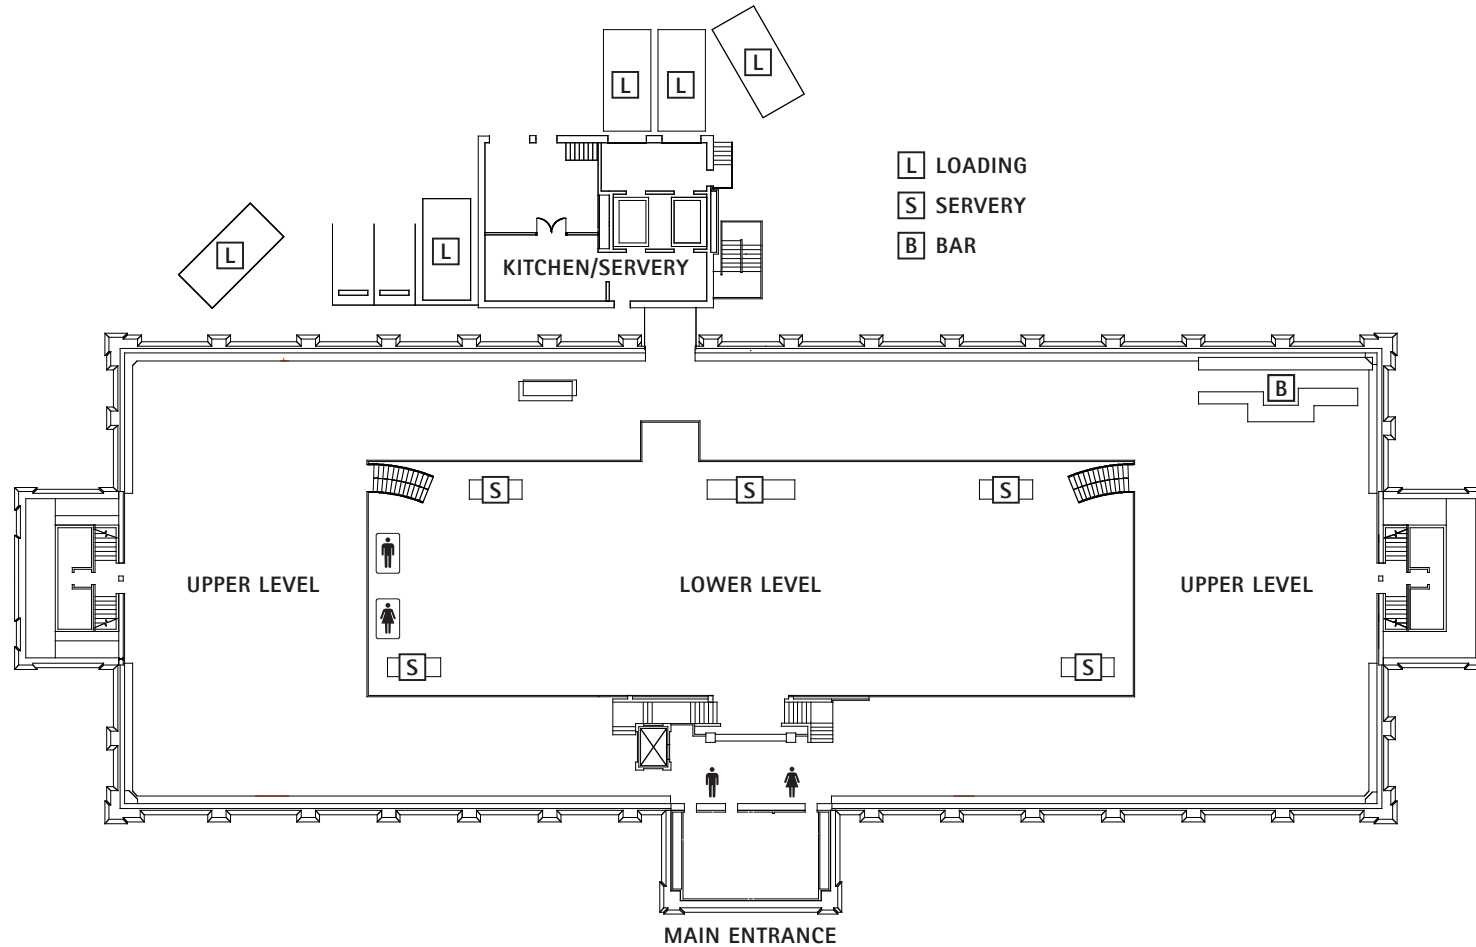 L
L
L
L LOADING
S SERVERY
B BAR
L
L
KITCHEN/SERVERY
B
S
S
S
UPPER LEVEL
LOWER LEVEL
UPPER LEVEL
S
S
MAIN ENTRANCE